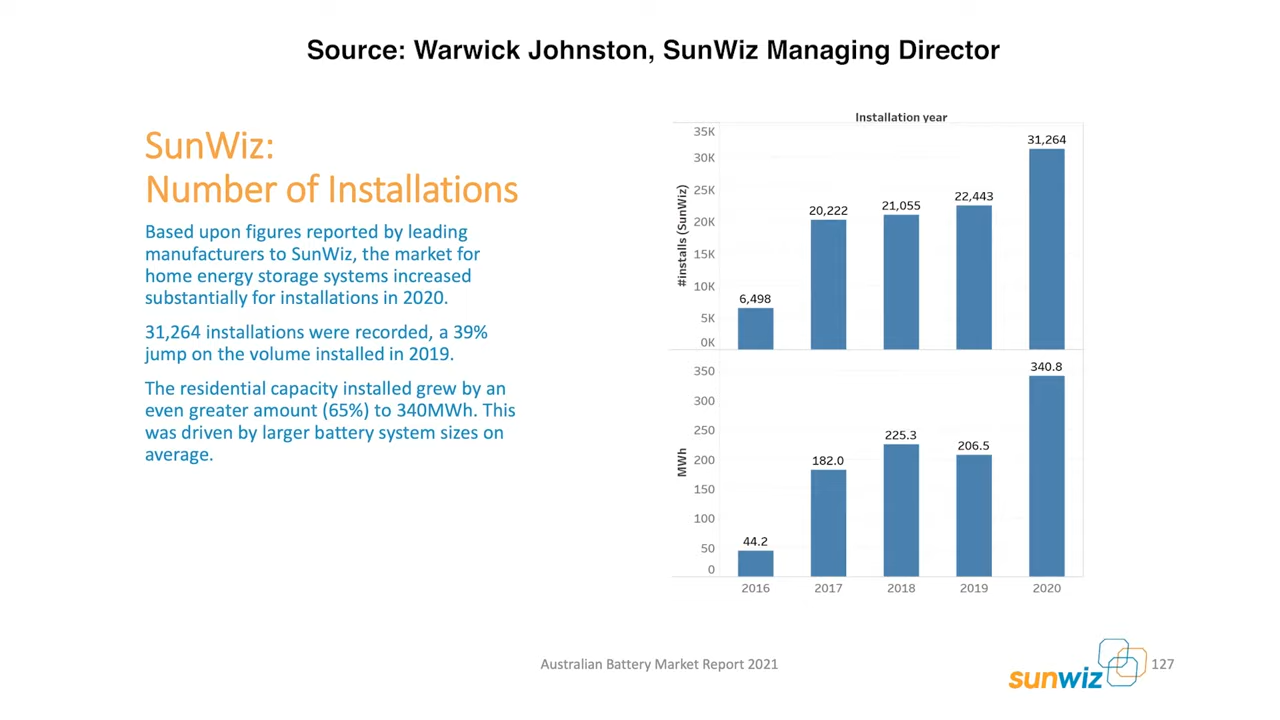 Source: Warwick Johnston, SunWiz Managing Director
SunWiz:
Number of Installations
Based upon figures reported by leading
manufacturers to SunWiz, the market for
home energy storage systems increased
substantially for installations in 2020.
31,264 installations were recorded, a 39%
jump on the volume installed in 2019.
The residential capacity installed grew by an
even greater amount (65%) to 340MWh. This
was driven by larger battery system sizes on
average.
Installation year
#installs (SunWiz)
35K
30K
25K
20K
15K
10K
5K
0K
6,498
20,222
21,055
22,443
31,264
MWh
350
300
250
200
150
100
50
0
44.2
182.0
225.3
206.5
340.8
2016
2017
2018
2019
2020
Australian Battery Market Report 2021
sunwiz
127